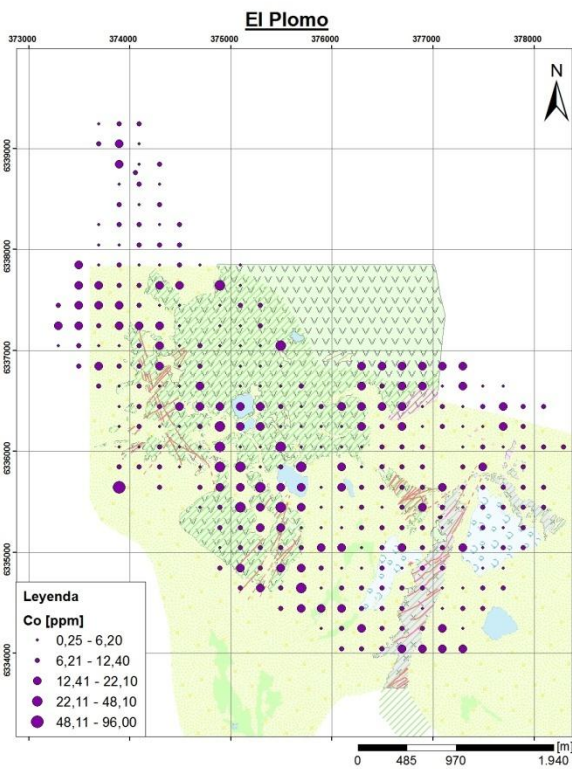 El Plomo
373000 374000 375000 376000 377000 378000
N
6339000
6338000
6337000
6336000
6335000
6334000
Leyenda
Co [ppm]
0,25 - 6,20
6,21 - 12,40
12,41 - 22,10
22,11 - 48,10
48,11 - 96,00
[m]
0 485 970 1.940